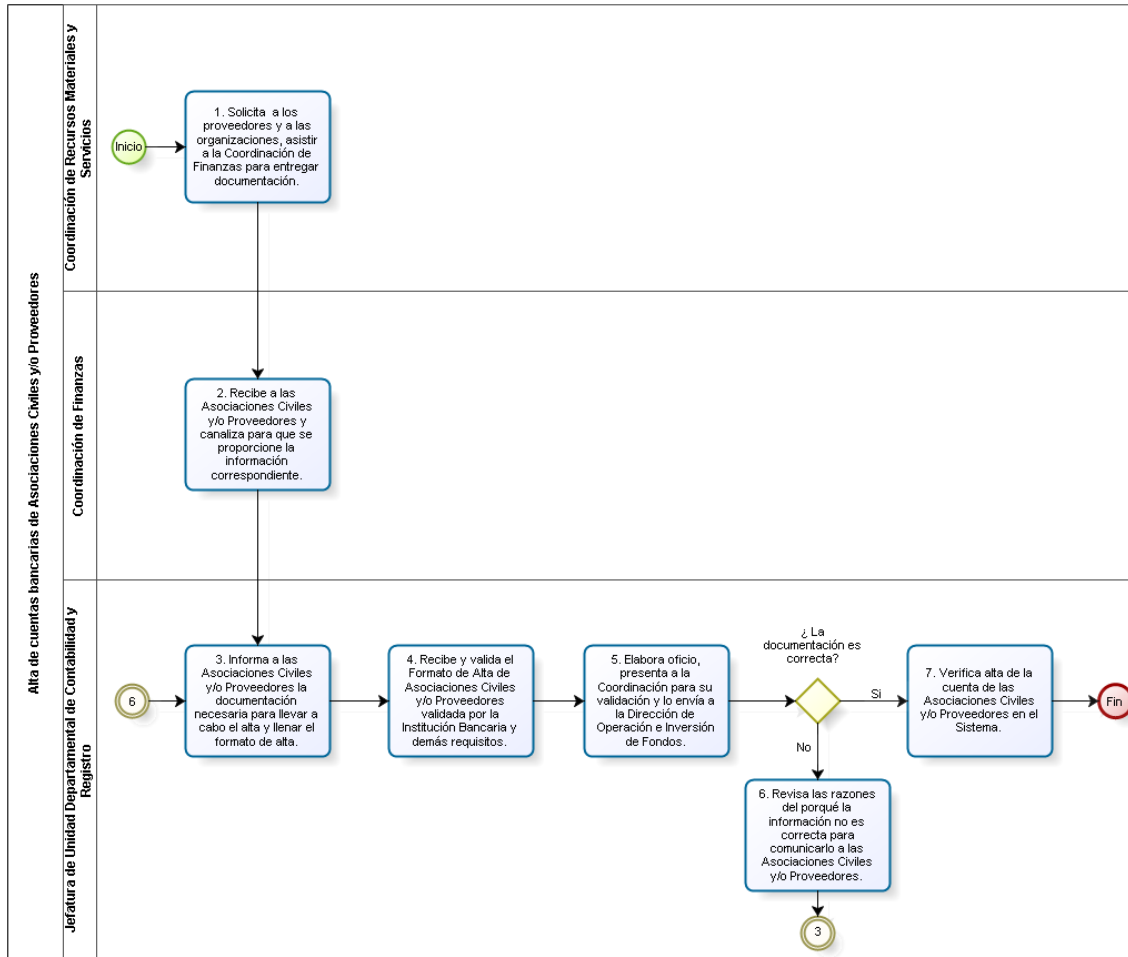 Alta de cuentas bancarias de Asociaciones Civiles y/o Proveedores
Coordinación de Recursos Materiales y
Servicios
Inicio
1. Solicita a los
proveedores y a las
organizaciones, asistir
a la Coordinación de
Finanzas para entregar
documentación.
Coordinación de Finanzas
2. Recibe a las
Asociaciones Civiles
y/o Proveedores y
canaliza para que se
proporcione la
información
correspondiente.
Jefatura de Unidad Departamental de Contabilidad y
Registro
6
3. Informa a las
Asociaciones Civiles
y/o Proveedores la
documentación
necesaria para llevar a
cabo el alta y llenar el
formato de alta.
4. Recibe y valida el
Formato de Alta de
Asociaciones Civiles
y/o Proveedores
validada por la
Institución Bancaria y
demás requisitos.
5. Elabora oficio,
presenta a la
Coordinación para su
validación y lo envía a
la Dirección de
Operación e Inversión
de Fondos.
¿ La
documentación es
correcta?
Si
No
7. Verifica alta de la
cuenta de las
Asociaciones Civiles
y/o Proveedores en el
Sistema.
Fin
6. Revisa las razones
del porqué la
información no es
correcta para
comunicarlo a las
Asociaciones Civiles
y/o Proveedores.
3